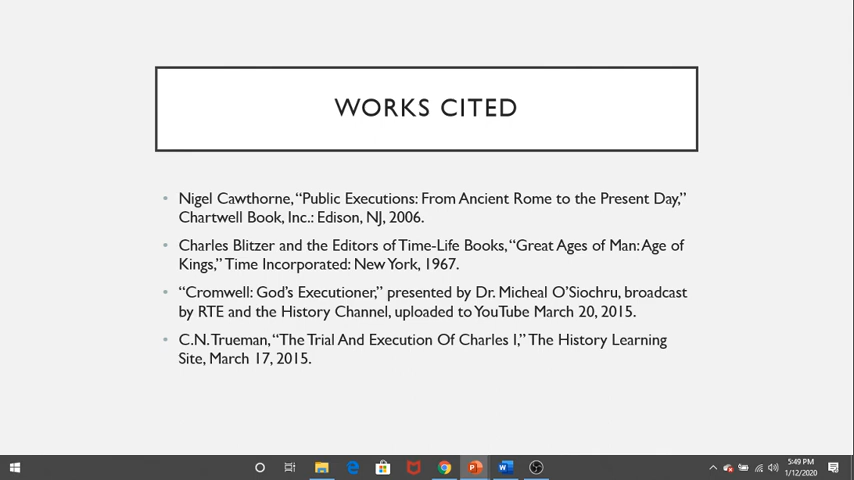 WORKS CITED
• Nigel Cawthorne, “Public Executions: From Ancient Rome to the Present Day,”
Chartwell Book, Inc.: Edison, NJ, 2006.
• Charles Blitzer and the Editors of Time-Life Books, “Great Ages of Man: Age of
Kings,” Time Incorporated: New York, 1967.
• “Cromwell: God’s Executioner,” presented by Dr. Micheal O’Siochru, broadcast
by RTE and the History Channel, uploaded to YouTube March 20, 2015.
• C.N. Trueman, “The Trial And Execution Of Charles I,” The History Learning
Site, March 17, 2015.
5:49 PM
1/12/2020